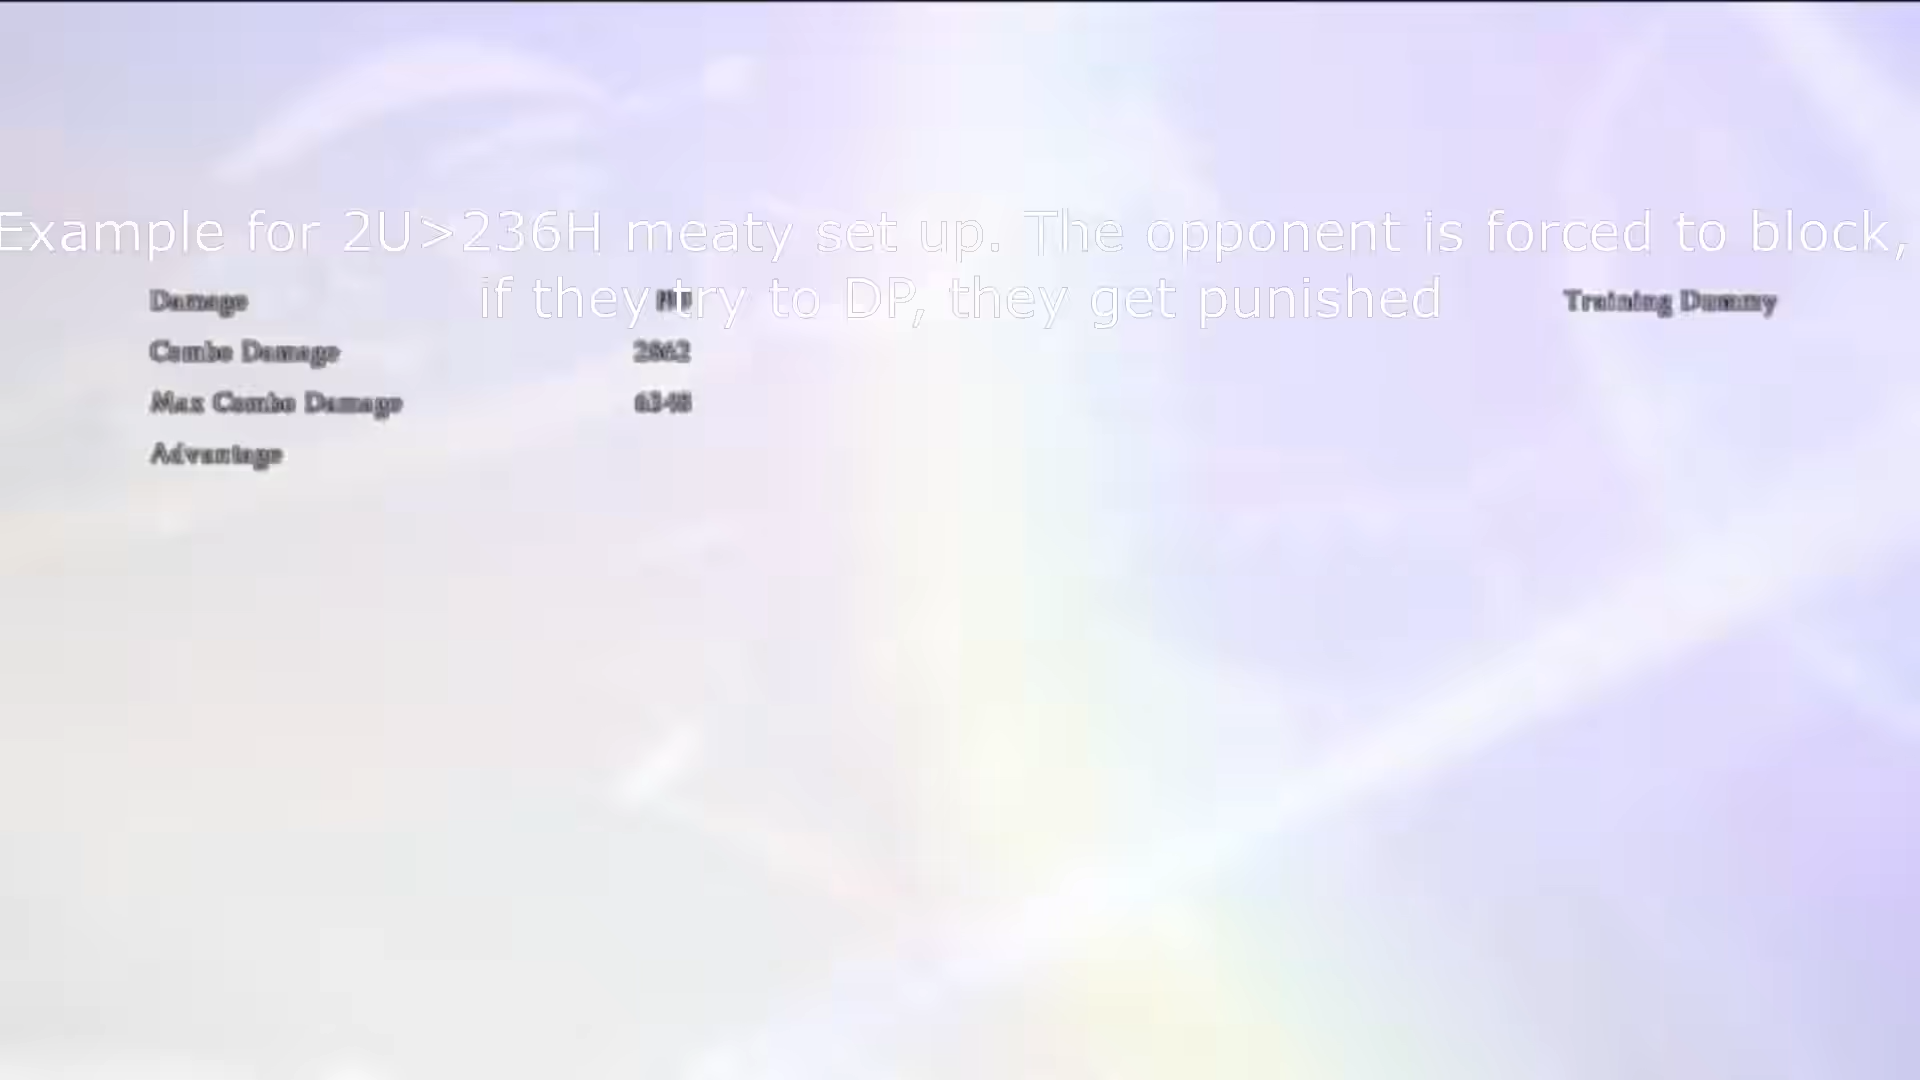 Example for 2U>236H meaty set up. The opponent is forced to block,
if they try to DP, they get punished
Damage
Training Dummy
Combo Damage 2862
Max Combo Damage 6348
Advantage